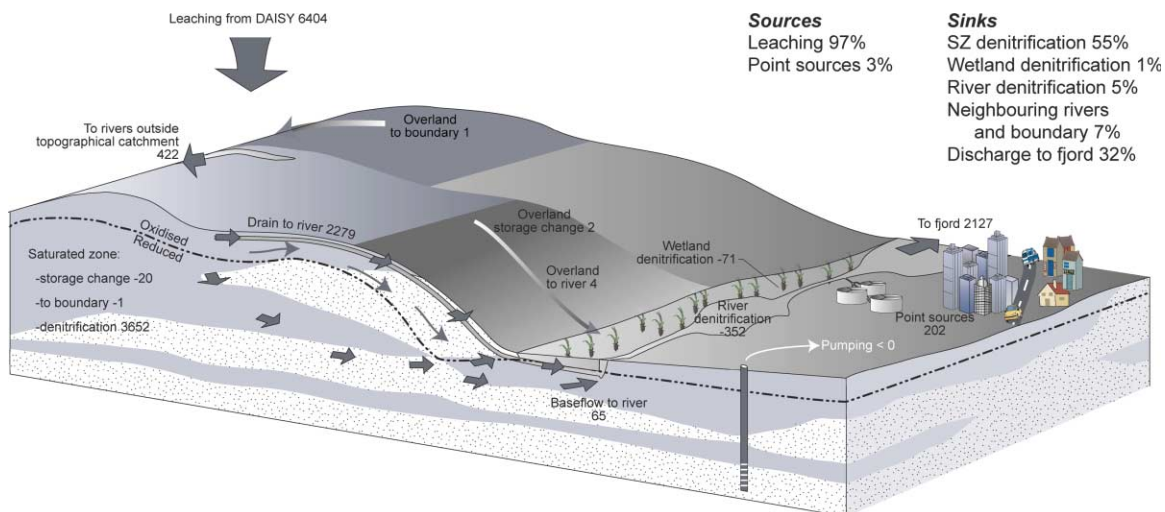 Leaching from DAISY 6404
Sources
Leaching 97%
Point sources 3%
Sinks
SZ denitrification 55%
Wetland denitrification 1%
River denitrification 5%
Neighbouring rivers
and boundary 7%
Discharge to fjord 32%
Overland
to boundary 1
To rivers outside
topographical catchment
422
Oxidised
Reduced
Drain to river 2279
Overland
storage change 2
Wetland
denitrification -71
To fjord 2127
Saturated zone:
-storage change -20
-to boundary -1
-denitrification 3652
Overland
to river 4
River
denitrification
-352
Point sources
202
Pumping < 0
Baseflow to river
65